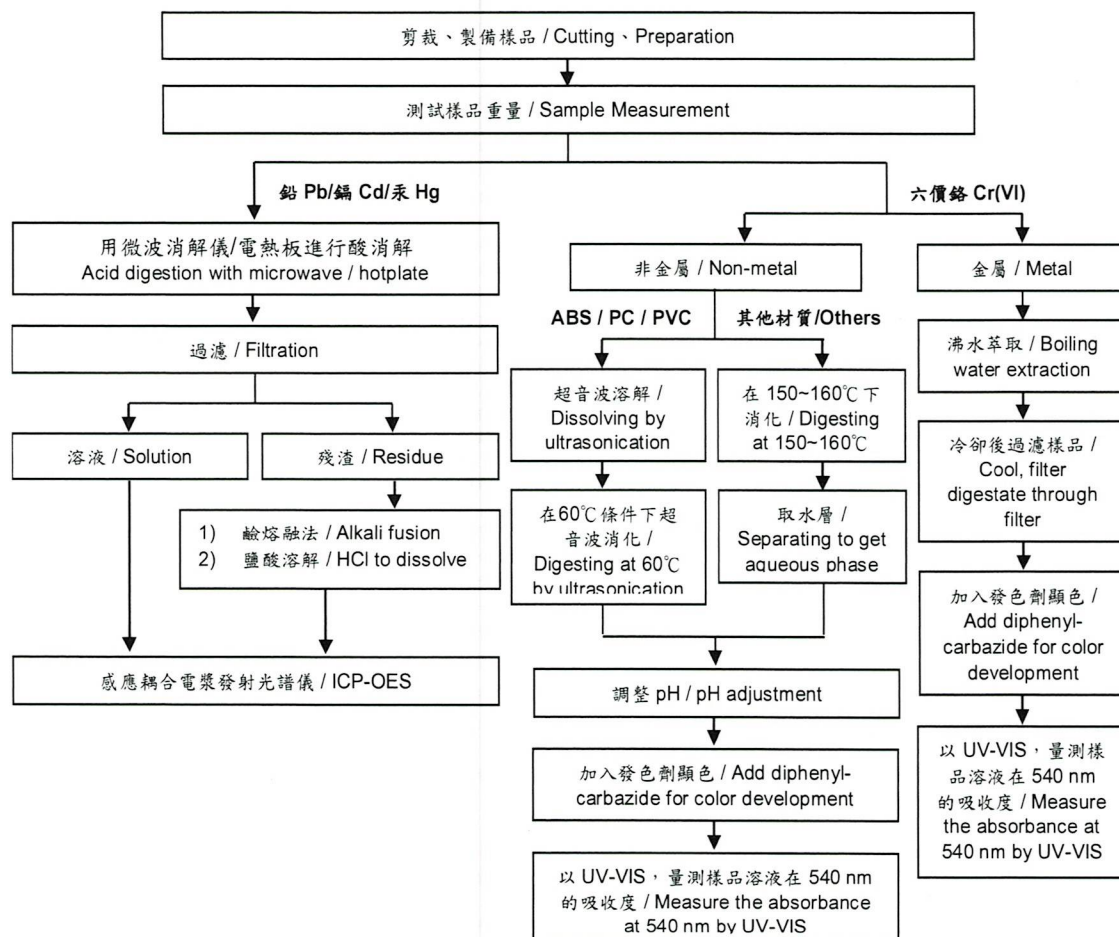 剪裁、製備樣品 / Cutting、Preparation
測試樣品重量 / Sample Measurement
鉛 Pb/鎘 Cd/汞 Hg
六價鉻 Cr(VI)
用微波消解儀/電熱板進行酸消解
Acid digestion with microwave / hotplate
非金屬 / Non-metal
金屬 / Metal
ABS / PC / PVC
其他材質/Others
過濾 / Filtration
沸水萃取 / Boiling
water extraction
超音波溶解 /
Dissolving by
ultrasonication
在 150~160℃下
消化 / Digesting
at 150~160℃
溶液 / Solution
殘渣 / Residue
冷卻後過濾樣品 /
Cool, filter
digestate through
filter
1) 鹼熔融法 / Alkali fusion
2) 鹽酸溶解 / HCl to dissolve
在60℃條件下超
音波消化 /
Digesting at 60℃
by ultrasonication
取水層 /
Separating to get
aqueous phase
加入發色劑顯色 /
Add diphenyl-
carbazide for color
development
感應耦合電漿發射光譜儀 / ICP-OES
調整 pH / pH adjustment
加入發色劑顯色 / Add diphenyl-
carbazide for color development
以 UV-VIS,量測樣
品溶液在 540 nm
的吸收度 / Measure
the absorbance at
540 nm by UV-VIS
以 UV-VIS,量測樣品溶液在 540 nm
的吸收度 / Measure the absorbance
at 540 nm by UV-VIS